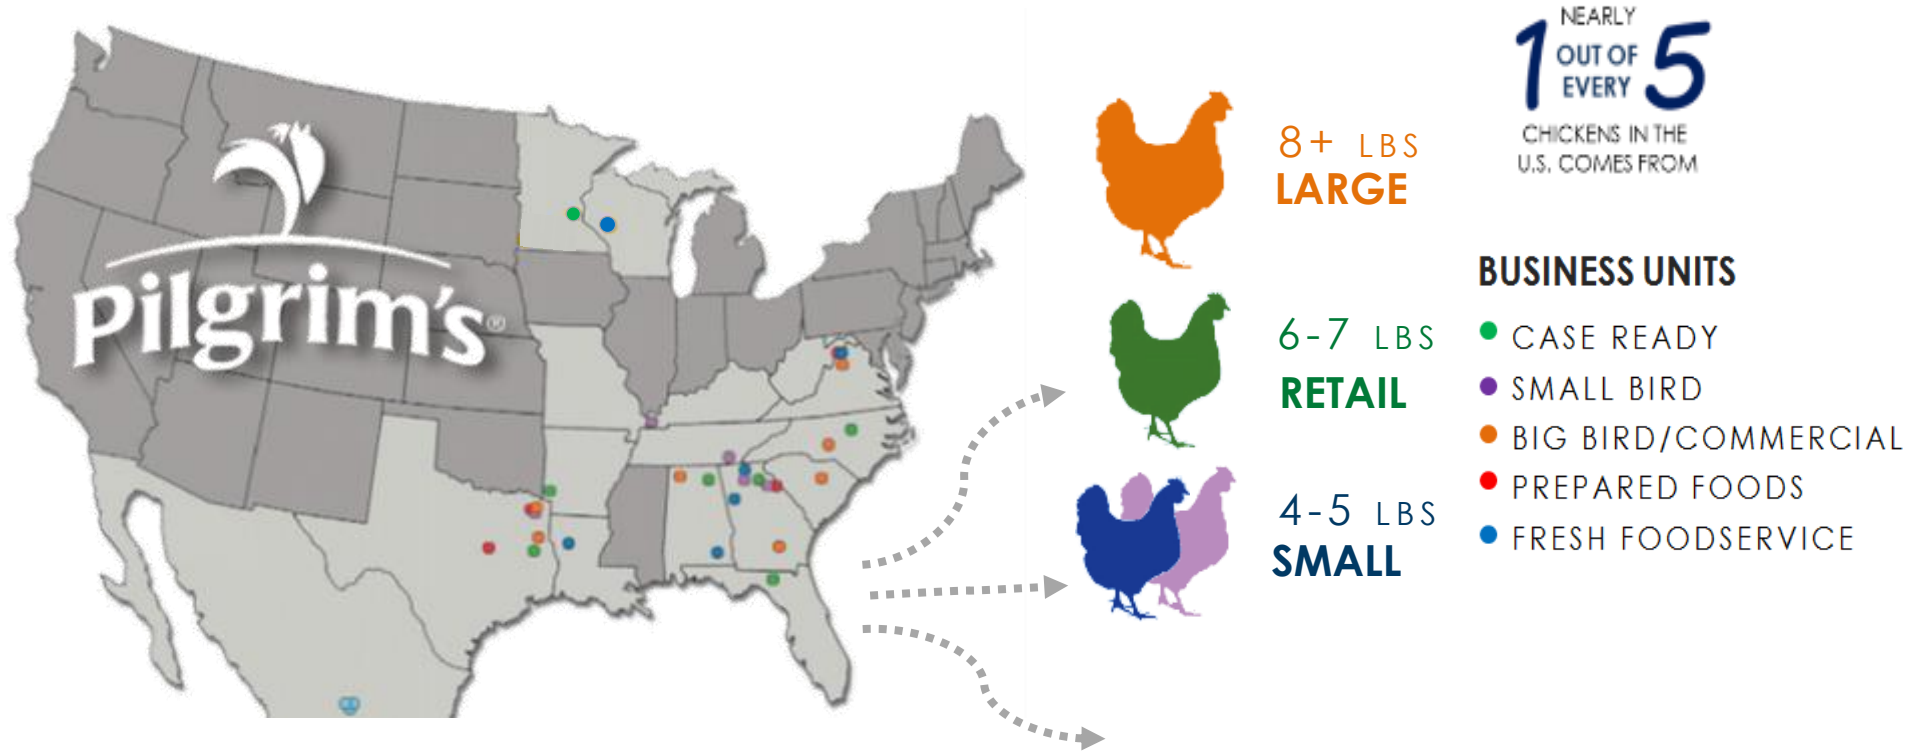 Pilgrim's®
8+ LBS
LARGE
6-7 LBS
RETAIL
4-5 LBS
SMALL
NEARLY
1 OUT OF EVERY 5
CHICKENS IN THE
U.S. COMES FROM
BUSINESS UNITS
CASE READY
SMALL BIRD
BIG BIRD/COMMERCIAL
PREPARED FOODS
FRESH FOODSERVICE